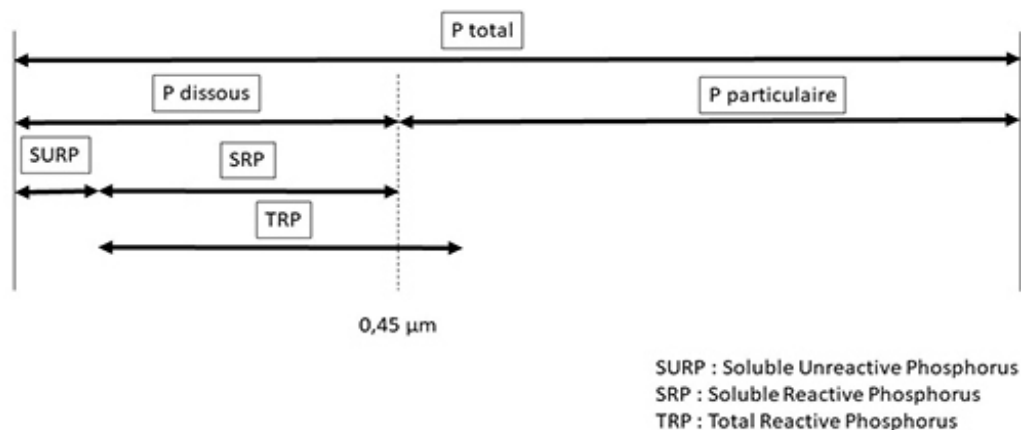 P total
P dissous
P particulaire
SURP
SRP
TRP
0,45 µm
SURP : Soluble Unreactive Phosphorus
SRP : Soluble Reactive Phosphorus
TRP : Total Reactive Phosphorus